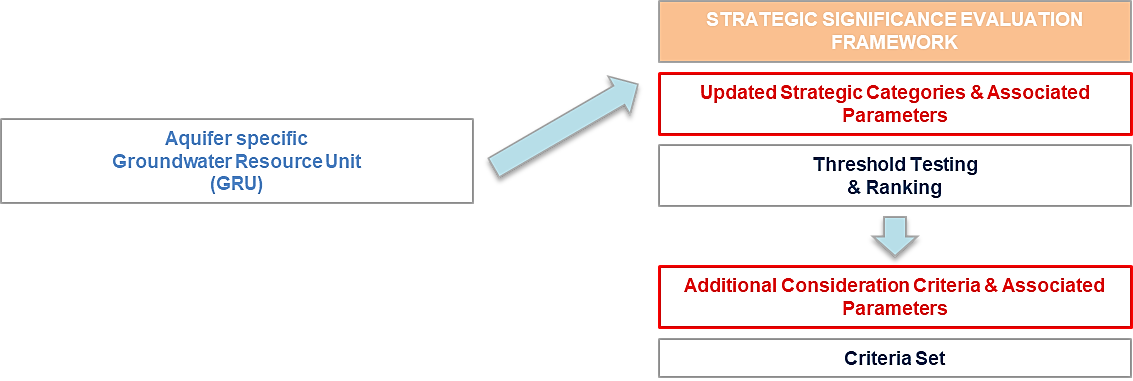 STRATEGIC SIGNIFICANCE EVALUATION
FRAMEWORK
Updated Strategic Categories & Associated
Parameters
Aquifer specific
Groundwater Resource Unit
(GRU)
Threshold Testing
& Ranking
Additional Consideration Criteria & Associated
Parameters
Criteria Set